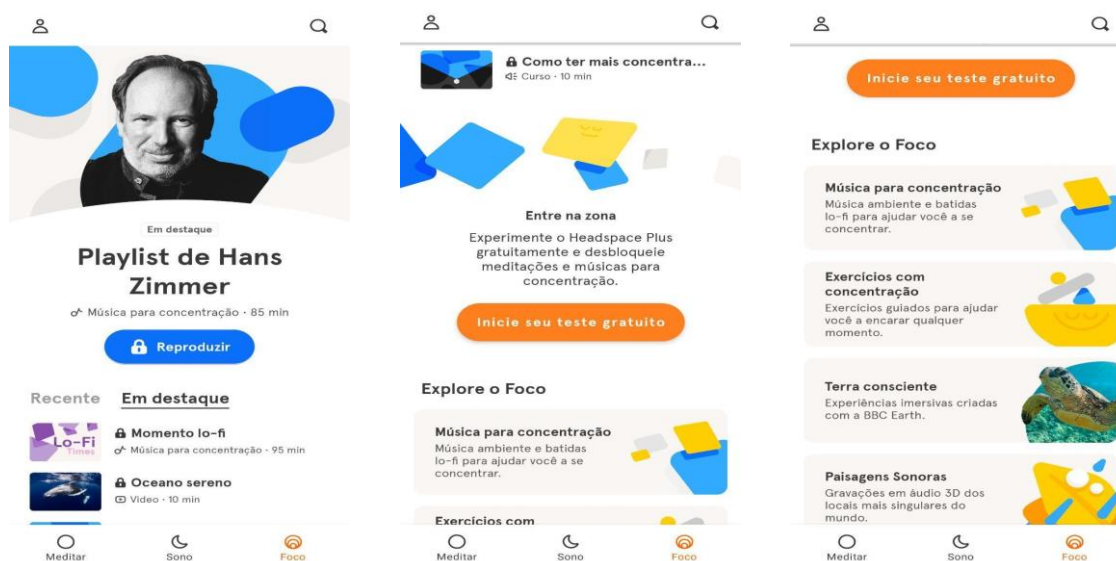 Em destaque
Playlist de Hans
Zimmer
Música para concentração · 85 min
Reproduzir
Recente Em destaque
Lo-Fi
Times
Momento lo-fi
Música para concentração · 95 min
Oceano sereno
Video · 10 min
Meditar Sono Foco
Como ter mais concentra...
Curso · 10 min
Entre na zona
Experimente o Headspace Plus
gratuitamente e desbloqueie
meditações e músicas para
concentração.
Inicie seu teste gratuito
Explore o Foco
Música para concentração
Música ambiente e batidas
lo-fi para ajudar você a se
concentrar.
Exercícios com
Meditar Sono Foco
Inicie seu teste gratuito
Explore o Foco
Música para concentração
Música ambiente e batidas
lo-fi para ajudar você a se
concentrar.
Exercícios com
concentração
Exercícios guiados para ajudar
você a encarar qualquer
momento.
Terra consciente
Experiências imersivas criadas
com a BBC Earth.
Paisagens Sonoras
Gravações em áudio 3D dos
locais mais singulares do
mundo.
Meditar Sono Foco